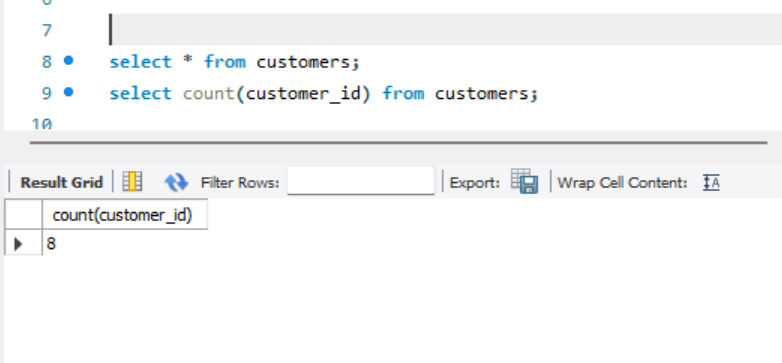 7
8 select * from customers;
9 select count(customer_id) from customers;
10
Result Grid Filter Rows: Export: Wrap Cell Content: IA
count(customer_id)
8